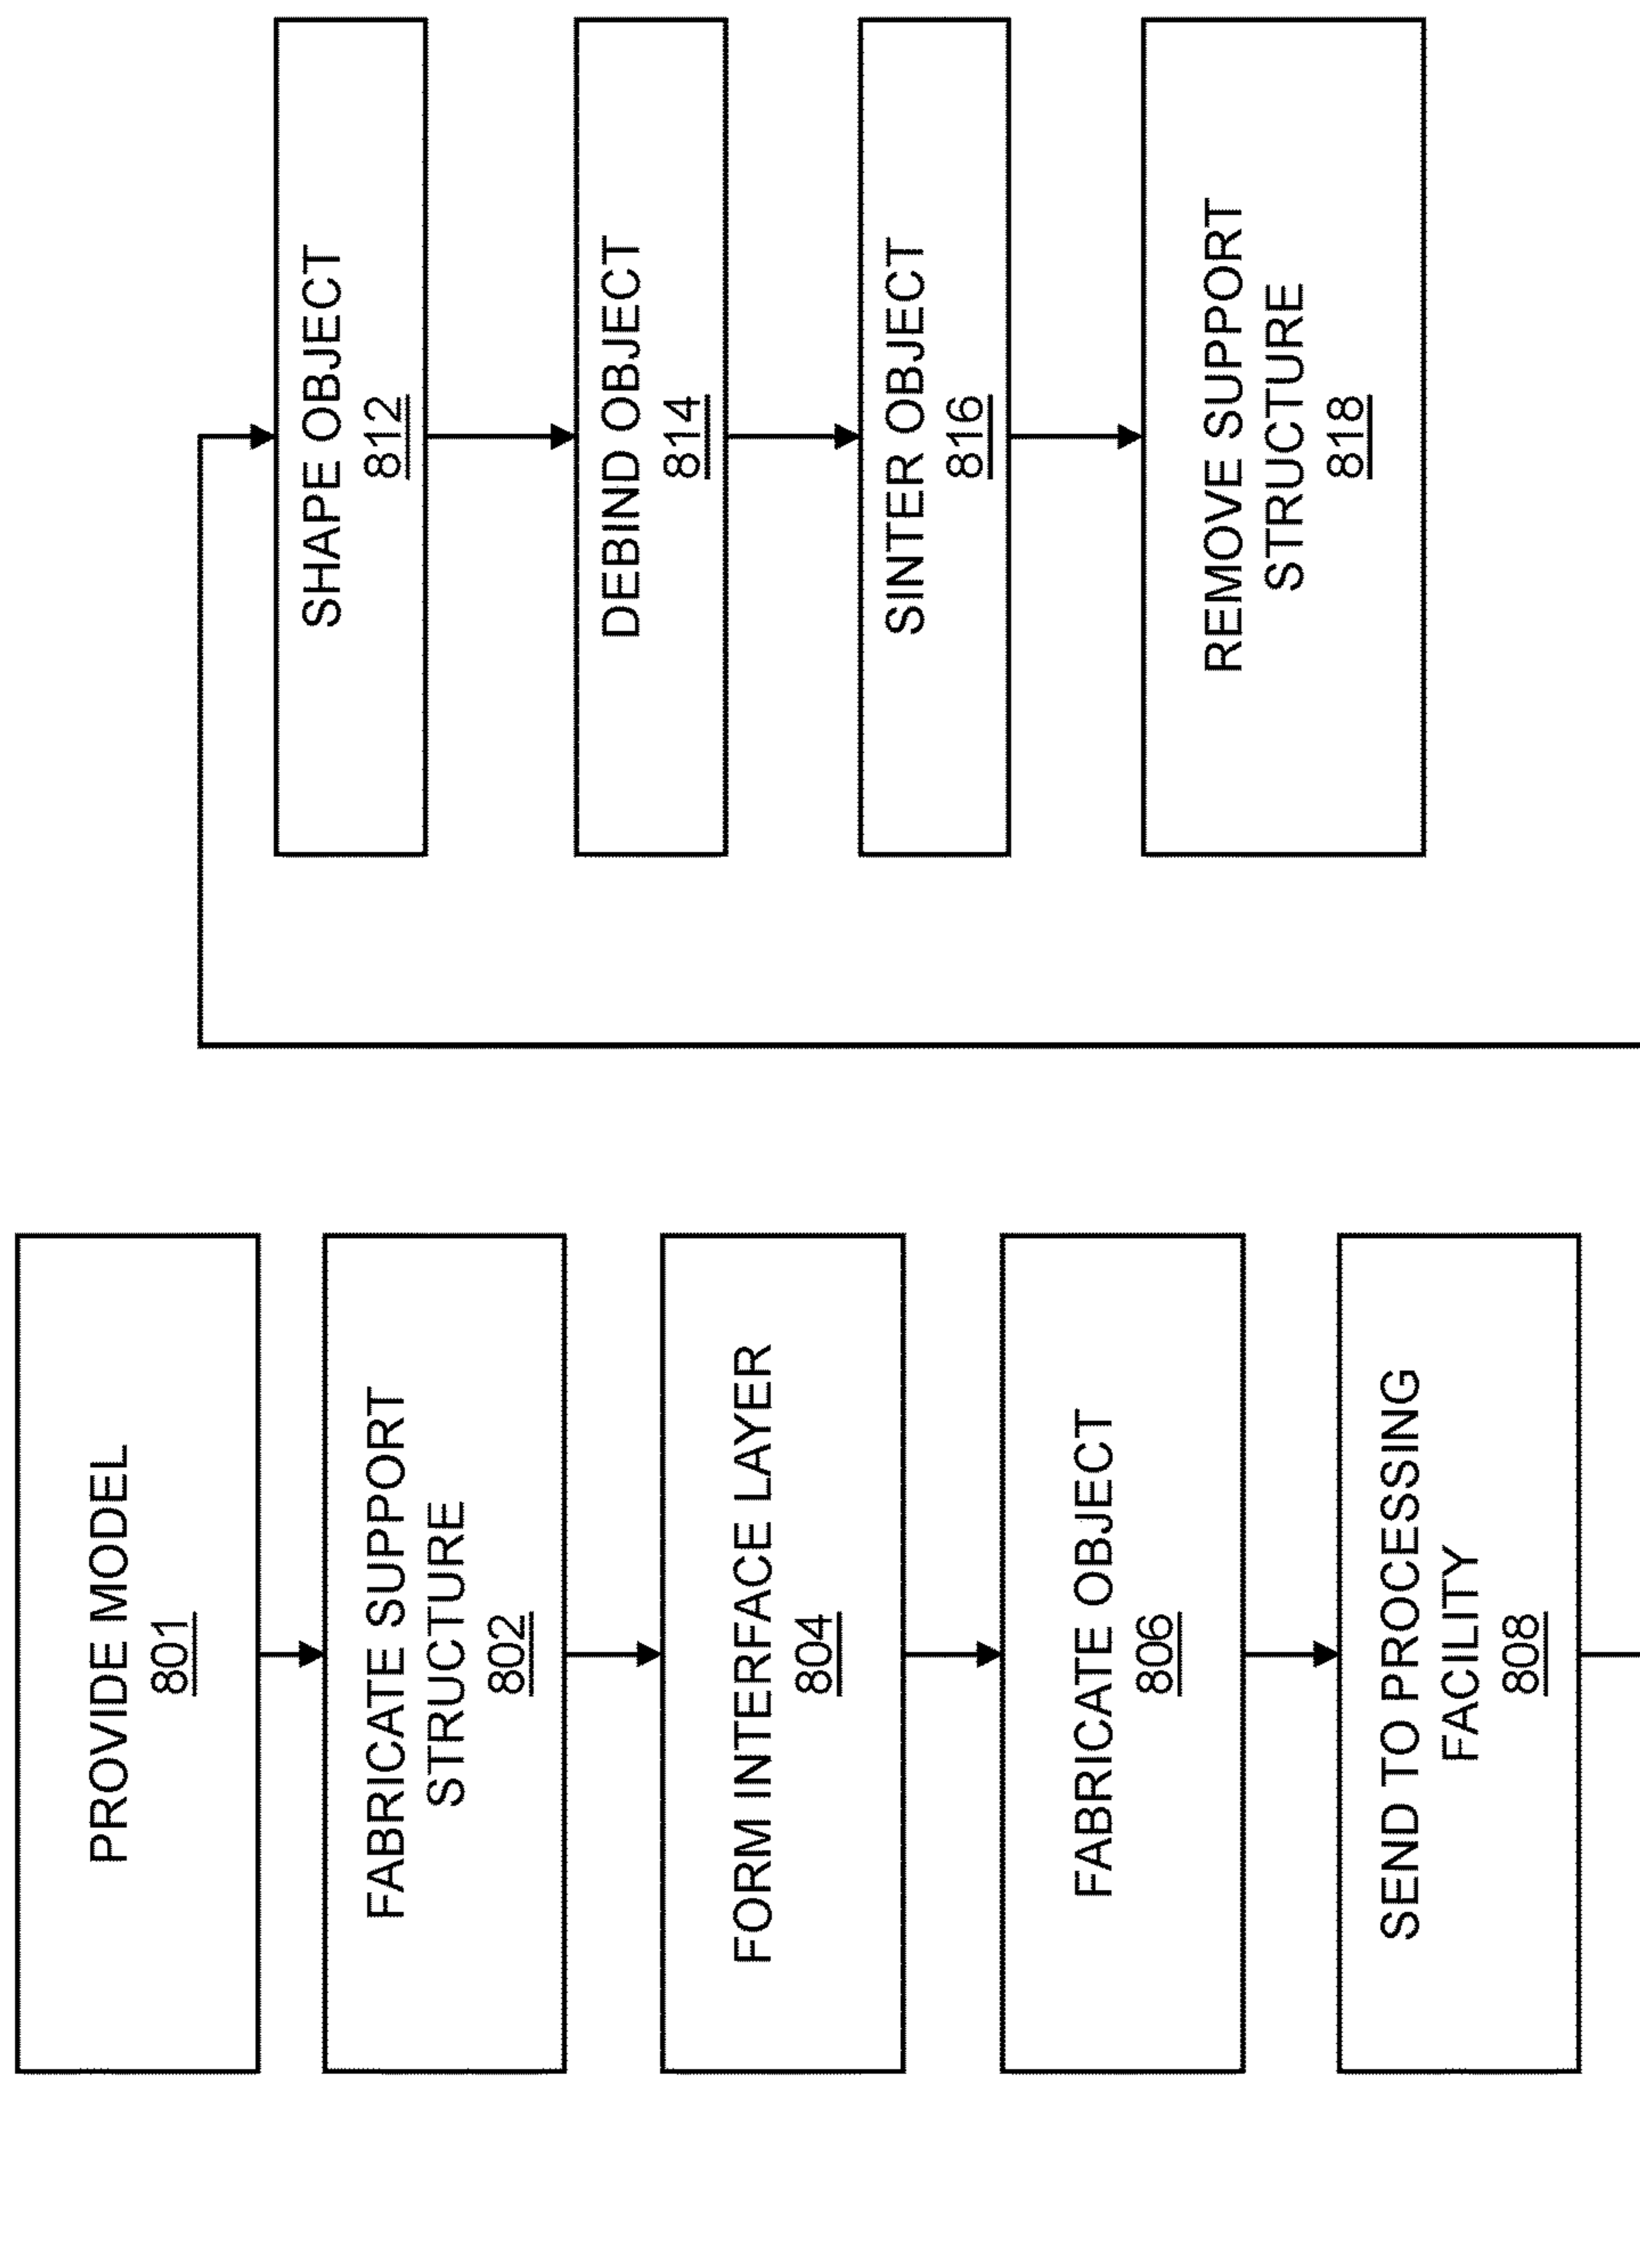 PROVIDE MODEL
801
FABRICATE SUPPORT
STRUCTURE
802
FORM INTERFACE LAYER
804
FABRICATE OBJECT
806
SEND TO PROCESSING
FACILITY
808
SHAPE OBJECT
812
DEBIND OBJECT
814
SINTER OBJECT
816
REMOVE SUPPORT
STRUCTURE
818